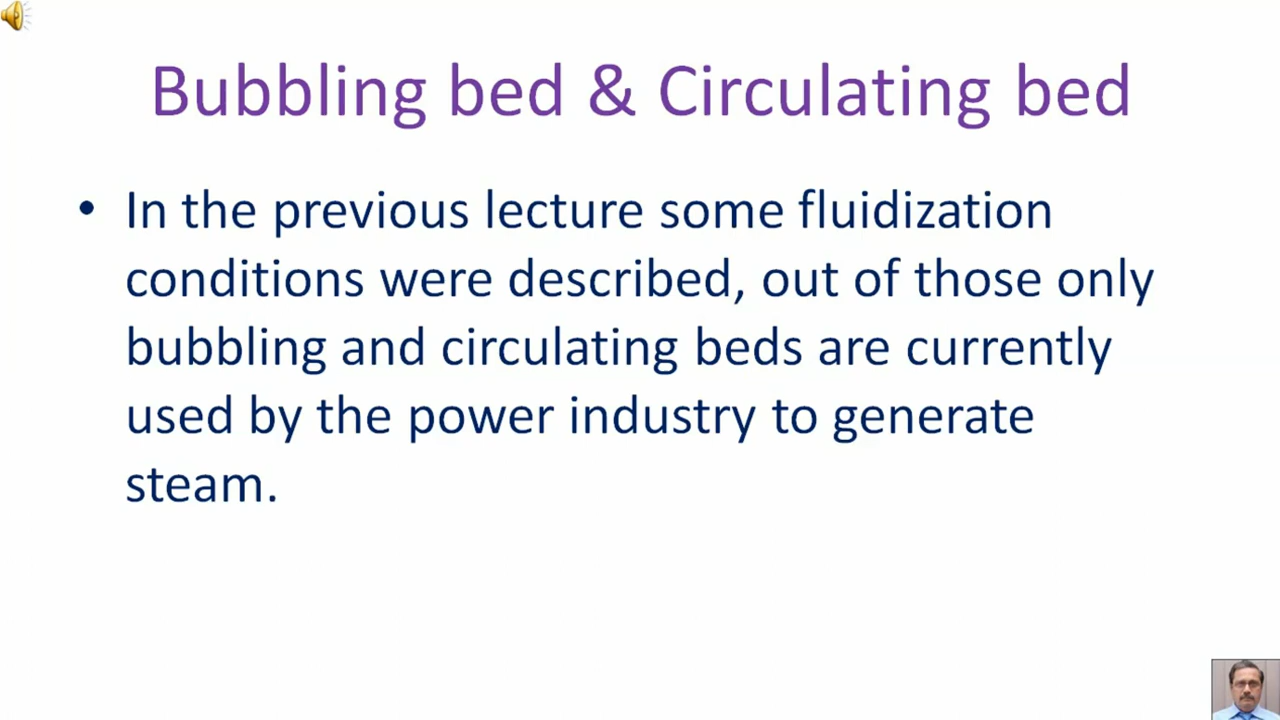 Bubbling bed & Circulating bed
• In the previous lecture some fluidization
conditions were described, out of those only
bubbling and circulating beds are currently
used by the power industry to generate
steam.